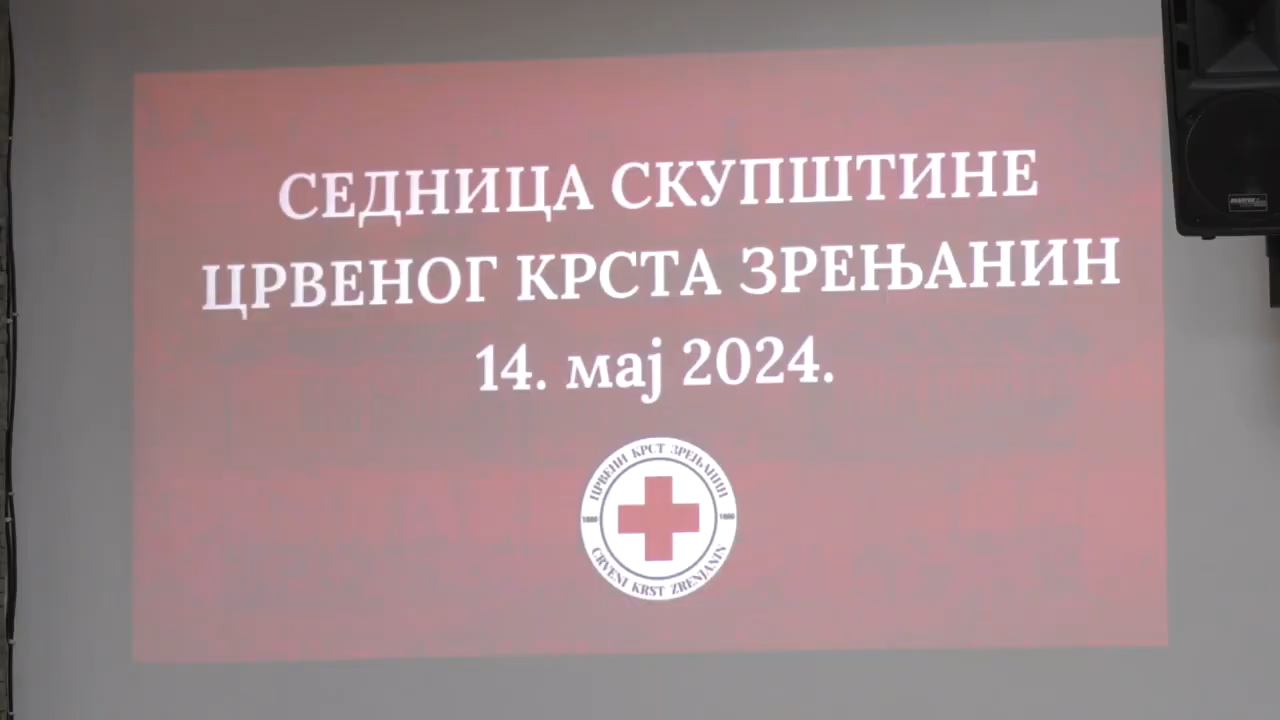 СЕДНИЦА СКУПШТИНЕ
ЦРВЕНОГ КРСТА ЗРЕЊАНИН
14. мај 2024.
ЦРВЕНИ КРСТ ЗРЕЊАНИН
CRVENI KRST ZRENJANIN